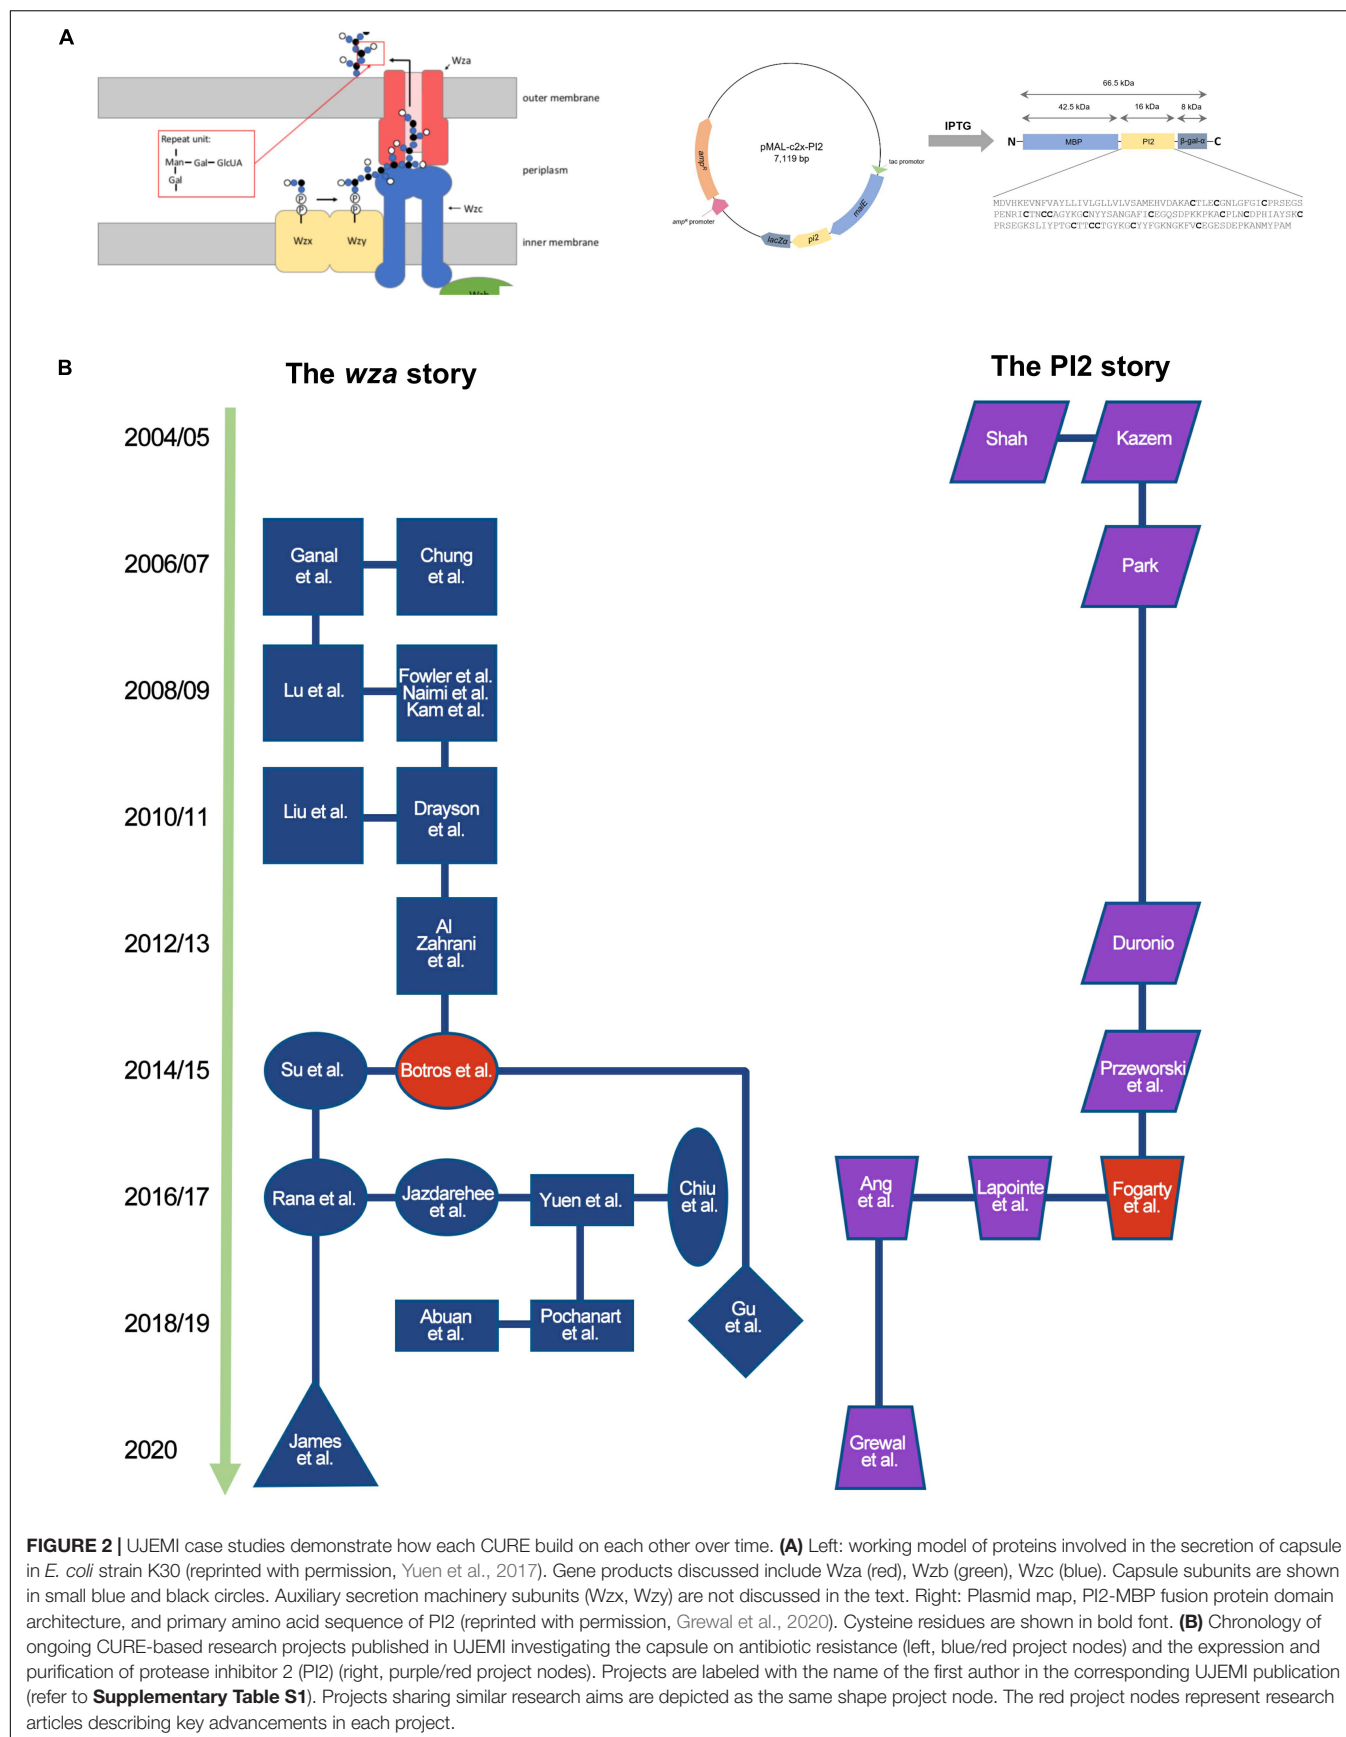 A
Wza
outer membrane
Repeat unit:
Man–Gal–GlcUA
Gal
periplasm
P
P
P
P
Wzx
Wzy
Wzc
inner membrane
pMAL-c2x-PI2
7,119 bp
ampR
ampR promoter
tac promotor
malE
pi2
lacZα
IPTG
66.5 kDa
42.5 kDa
16 kDa
8 kDa
N
MBP
PI2
β-gal-α
C
MDVHKEVNFVAYLLIVLGLLVLVSAMEHVDAKACTLECGNLGFGICPRSEGS
PENRICTNCCAGYKGCNYYSANGAFICEGQSDPKKPKACPLNCDPHIAYSKC
PRSEGKSLIYPTGCTTCCTGYKGCYYFGKNGKFVCEGESDEPKANMYPAM
B
The wza story
The PI2 story
2004/05
Shah
Kazem
2006/07
Ganal
et al.
Chung
et al.
Park
2008/09
Lu et al.
Fowler et al.
Naimi et al.
Kam et al.
2010/11
Liu et al.
Drayson
et al.
2012/13
Al
Zahrani
et al.
Duronio
2014/15
Su et al.
Botros et al.
Przeworski
et al.
2016/17
Rana et al.
Jazdarehee
et al.
Yuen et al.
Chiu
et al.
Ang
et al.
Lapointe
et al.
Fogarty
et al.
2018/19
Abuan
et al.
Pochanart
et al.
Gu
et al.
2020
James
et al.
Grewal
et al.
FIGURE 2 | UJEMI case studies demonstrate how each CURE build on each other over time. (A) Left: working model of proteins involved in the secretion of capsule
in E. coli strain K30 (reprinted with permission, Yuen et al., 2017). Gene products discussed include Wza (red), Wzb (green), Wzc (blue). Capsule subunits are shown
in small blue and black circles. Auxiliary secretion machinery subunits (Wzx, Wzy) are not discussed in the text. Right: Plasmid map, PI2-MBP fusion protein domain
architecture, and primary amino acid sequence of PI2 (reprinted with permission, Grewal et al., 2020). Cysteine residues are shown in bold font. (B) Chronology of
ongoing CURE-based research projects published in UJEMI investigating the capsule on antibiotic resistance (left, blue/red project nodes) and the expression and
purification of protease inhibitor 2 (PI2) (right, purple/red project nodes). Projects are labeled with the name of the first author in the corresponding UJEMI publication
(refer to Supplementary Table S1). Projects sharing similar research aims are depicted as the same shape project node. The red project nodes represent research
articles describing key advancements in each project.